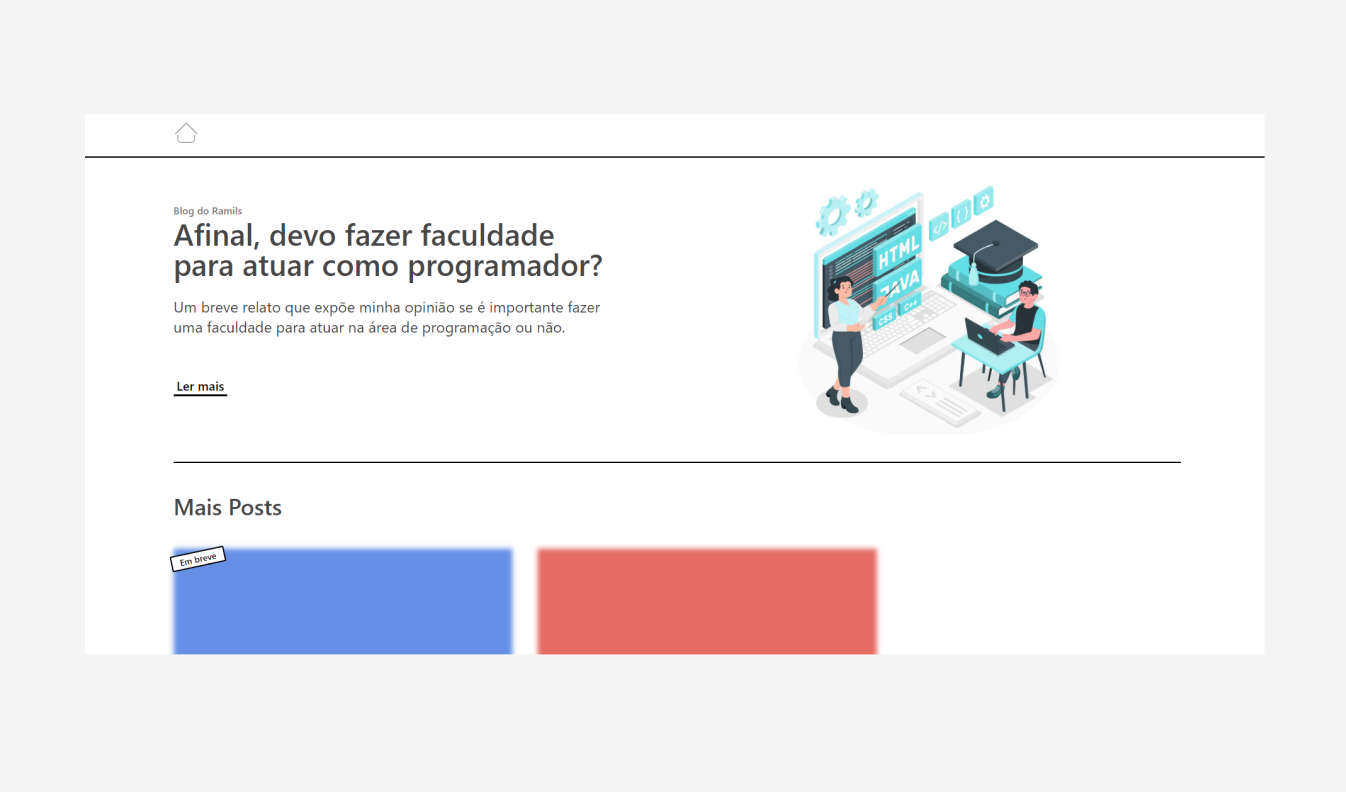 Blog do Ramils
Afinal, devo fazer faculdade
para atuar como programador?
Um breve relato que expõe minha opinião se é importante fazer
uma faculdade para atuar na área de programação ou não.
Ler mais
</>
{ }
HTML
JAVA
CSS
C++
Mais Posts
Em breve